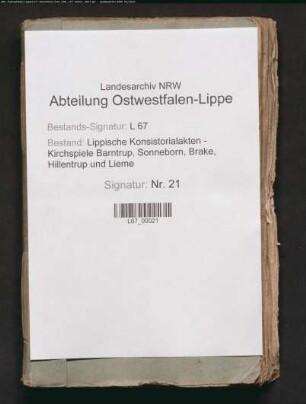 Landesarchiv NRW
Abteilung Ostwestfalen-Lippe
Bestands-Signatur: L 67
Bestand: Lippische Konsistorialakten -
Kirchspiele Barntrup, Sonneborn, Brake,
Hillentrup und Lieme
Signatur: Nr. 21
L67_00021